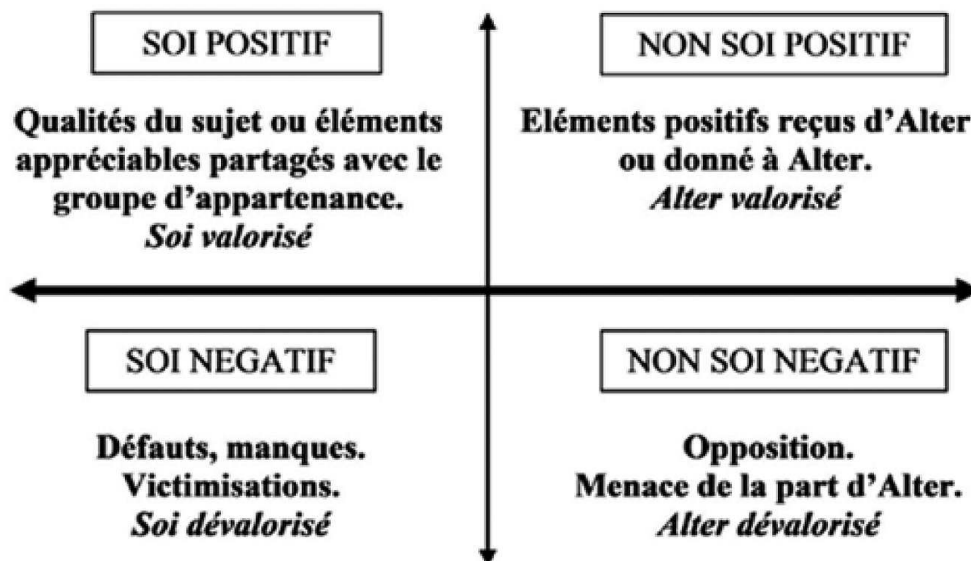 SOI POSITIF
Qualités du sujet ou éléments
appréciables partagés avec le
groupe d'appartenance.
Soi valorisé
NON SOI POSITIF
Eléments positifs reçus d'Alter
ou donné à Alter.
Alter valorisé
SOI NEGATIF
Défauts, manques.
Victimisations.
Soi dévalorisé
NON SOI NEGATIF
Opposition.
Menace de la part d'Alter.
Alter dévalorisé